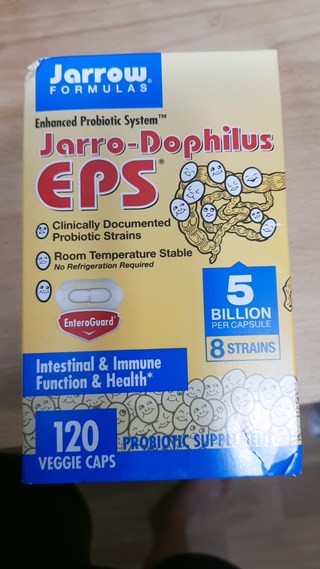 Jarrow®
FORMULAS
Enhanced Probiotic System™
Jarro-Dophilus
EPS®
Clinically Documented
Probiotic Strains
Room Temperature Stable
No Refrigeration Required
EnteroGuard®
5
BILLION
PER CAPSULE
8 STRAINS
Intestinal & Immune
Function & Health*
120
VEGGIE CAPS
PROBIOTIC